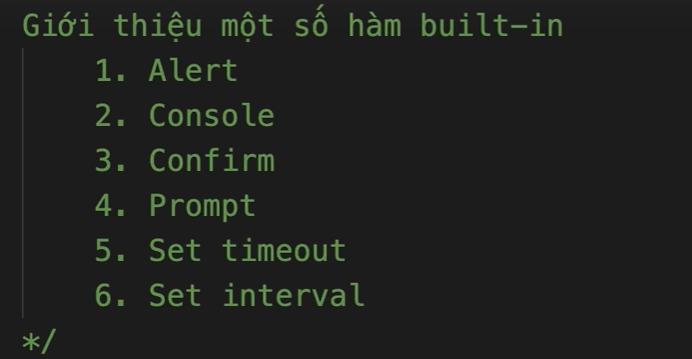 Giới thiệu một số hàm built-in
1. Alert
2. Console
3. Confirm
4. Prompt
5. Set timeout
6. Set interval
*/